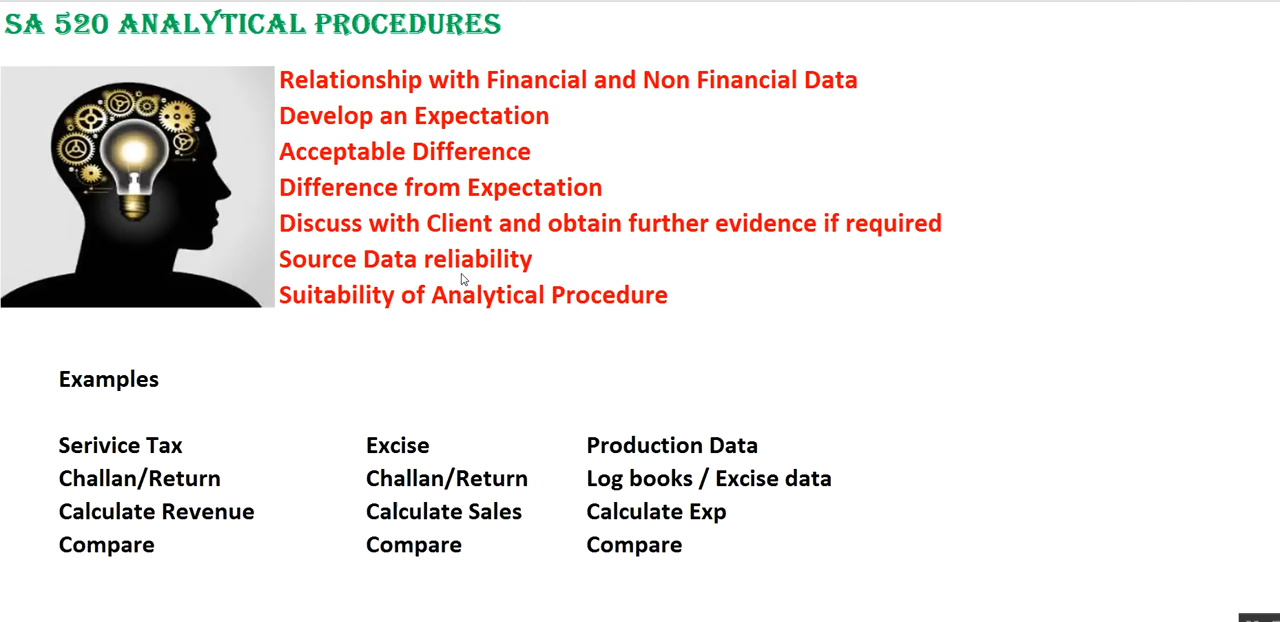 SA 520 ANALYTICAL PROCEDURES
Relationship with Financial and Non Financial Data
Develop an Expectation
Acceptable Difference
Difference from Expectation
Discuss with Client and obtain further evidence if required
Source Data reliability
Suitability of Analytical Procedure
Examples
Serivice Tax Excise Production Data
Challan/Return Challan/Return Log books / Excise data
Calculate Revenue Calculate Sales Calculate Exp
Compare Compare Compare